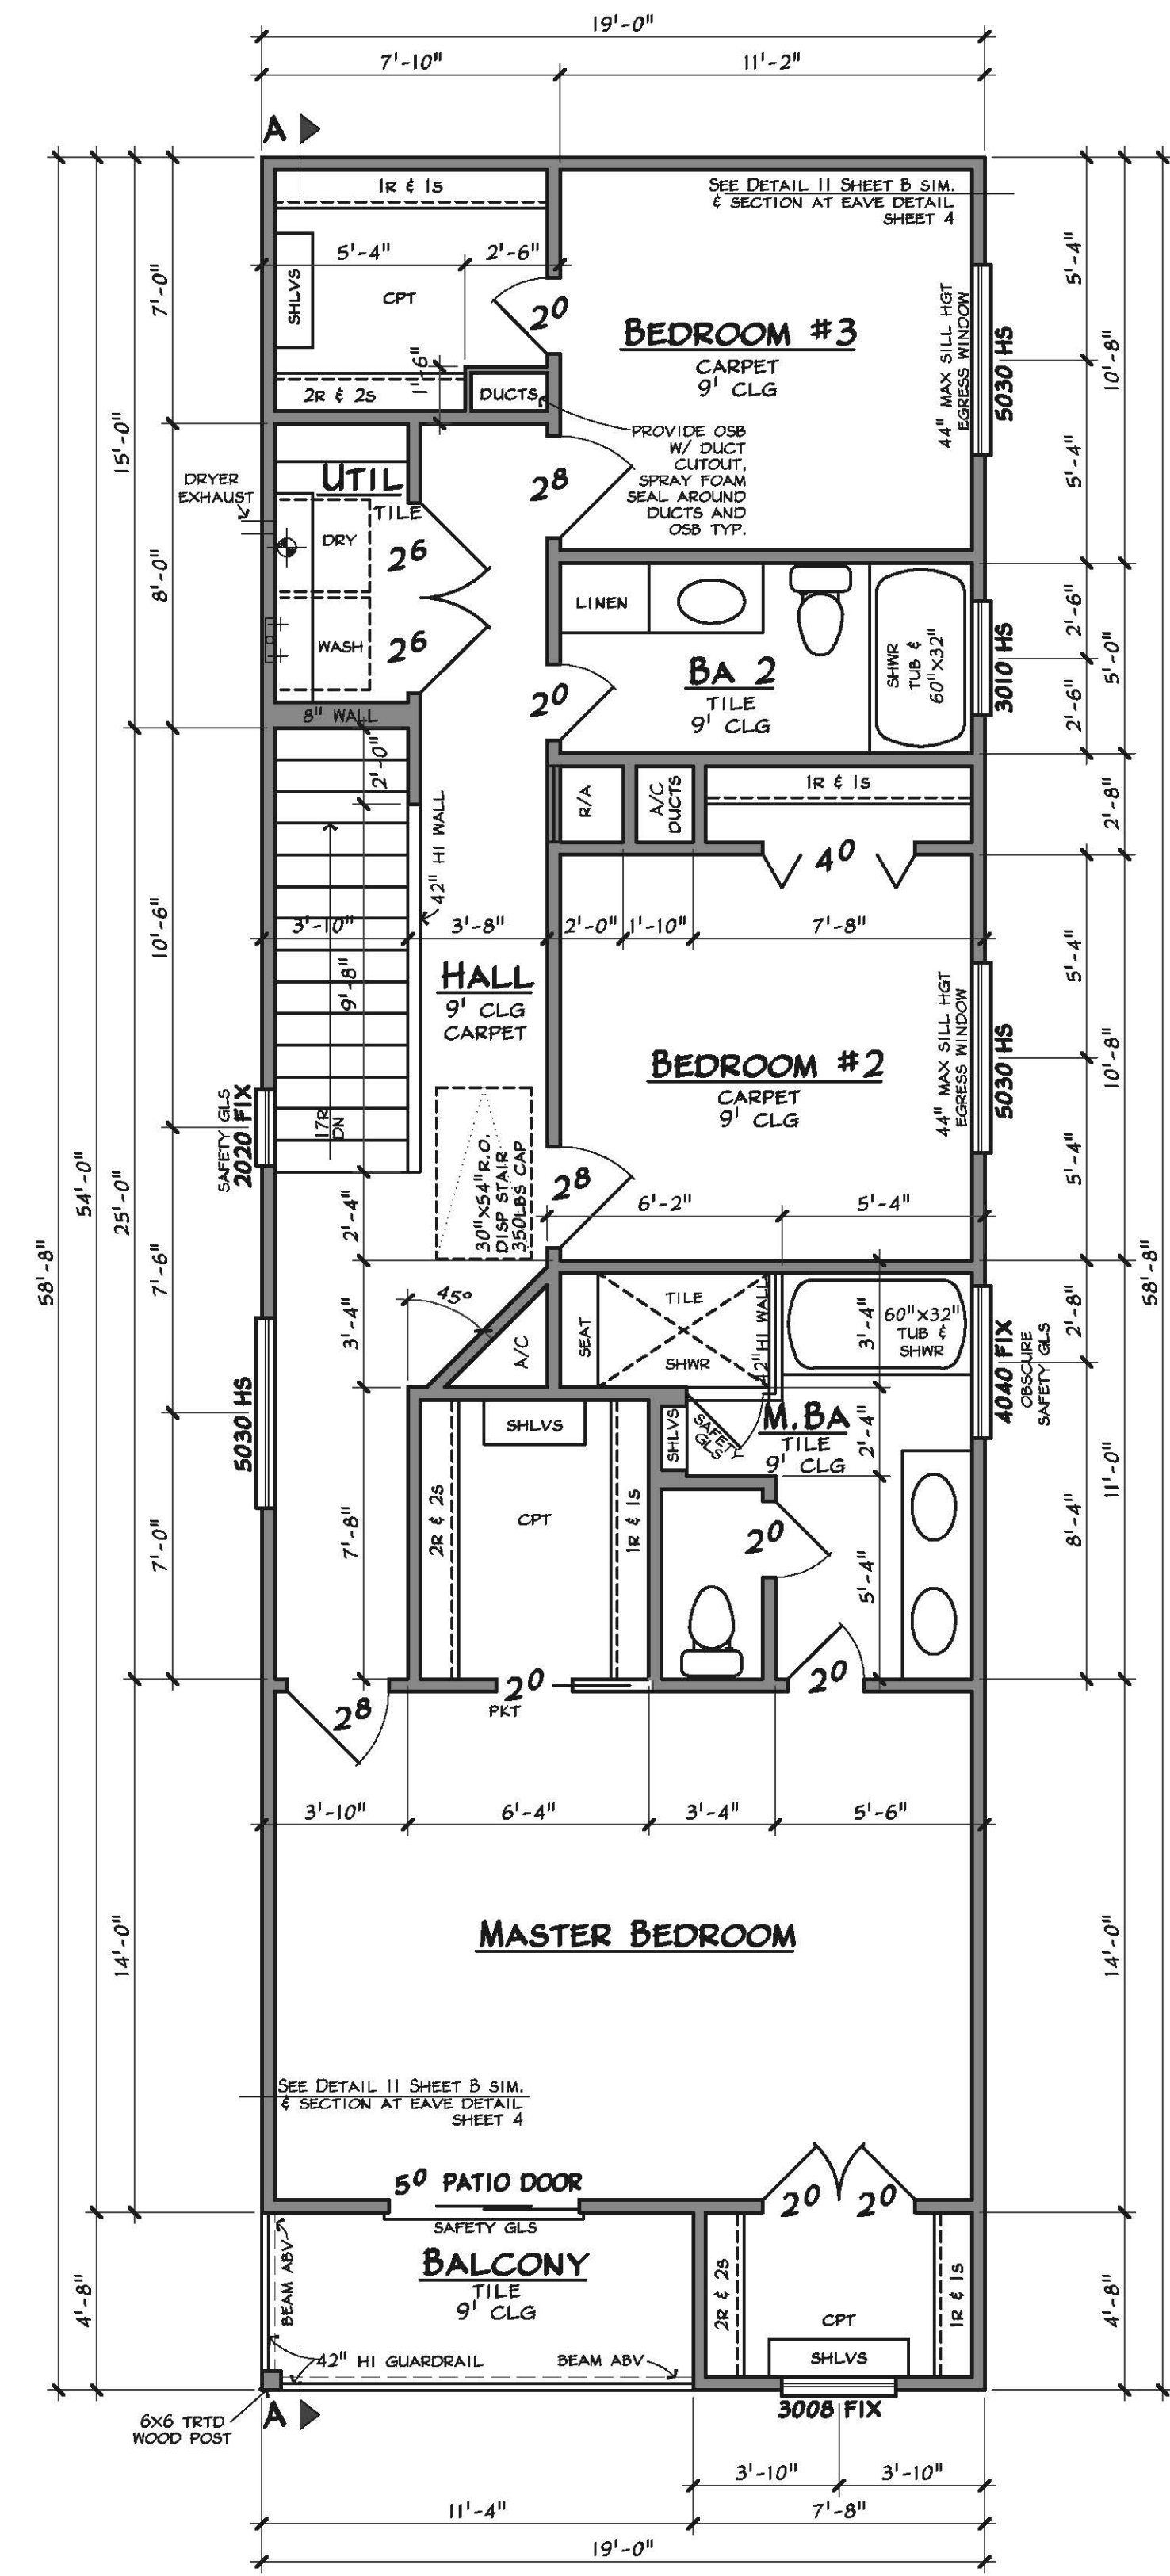 19'-0"
7'-10"
11'-2"
A
1R & 1S
SEE DETAIL 11 SHEET B SIM.
& SECTION AT EAVE DETAIL
SHEET 4
5'-4"
2'-6"
SHLVS
CPT
2⁰
BEDROOM #3
CARPET
9' CLG
44" MAX SILL HGT
EGRESS WINDOW
5030 HS
5'-4"
10'-8"
5'-4"
7'-0"
15'-0"
1'-6"
2R & 2S
DUCTS
PROVIDE OSB
W/ DUCT
CUTOUT,
SPRAY FOAM
SEAL AROUND
DUCTS AND
OSB TYP.
2⁸
DRYER
EXHAUST
UTIL
TILE
DRY
2⁶
WASH
2⁶
8'-0"
8" WALL
LINEN
BA 2
TILE
9' CLG
2⁰
SHWR
TUB &
60"X32"
3010 HS
2'-6"
5'-0"
2'-6"
2'-0"
42" HI WALL
R/A
A/C
DUCTS
1R & 1S
4⁰
2'-8"
10'-6"
3'-10"
3'-8"
2'-0"
1'-10"
7'-8"
9'-8"
HALL
9' CLG
CARPET
BEDROOM #2
CARPET
9' CLG
44" MAX SILL HGT
EGRESS WINDOW
5030 HS
5'-4"
10'-8"
5'-4"
SAFETY GLS
2020 FIX
17R
DN
30"X54"R.O.
DISP STAIR
350LBS CAP
2⁸
6'-2"
5'-4"
58'-8"
54'-0"
25'-0"
7'-6"
2'-4"
3'-4"
45°
A/C
SEAT
TILE
SHWR
42"HI WALL
3'-4"
60"X32"
TUB &
SHWR
4040 FIX
OBSCURE
SAFETY GLS
2'-8"
58'-8"
5030 HS
SHLVS
SHLVS
SAFETY
GLS
M.BA
TILE
9' CLG
2'-4"
2R & 2S
CPT
1R & 1S
2⁰
5'-4"
8'-4"
11'-0"
7'-0"
7'-8"
2⁸
2⁰
PKT
2⁰
3'-10"
6'-4"
3'-4"
5'-6"
MASTER BEDROOM
14'-0"
14'-0"
SEE DETAIL 11 SHEET B SIM.
& SECTION AT EAVE DETAIL
SHEET 4
5⁰ PATIO DOOR
SAFETY GLS
2⁰ 2⁰
BEAM ABV
BALCONY
TILE
9' CLG
42" HI GUARDRAIL
BEAM ABV
2R & 2S
CPT
SHLVS
1R & 1S
4'-8"
4'-8"
3008 FIX
6X6 TRTD
WOOD POST
A
3'-10"
3'-10"
11'-4"
7'-8"
19'-0"